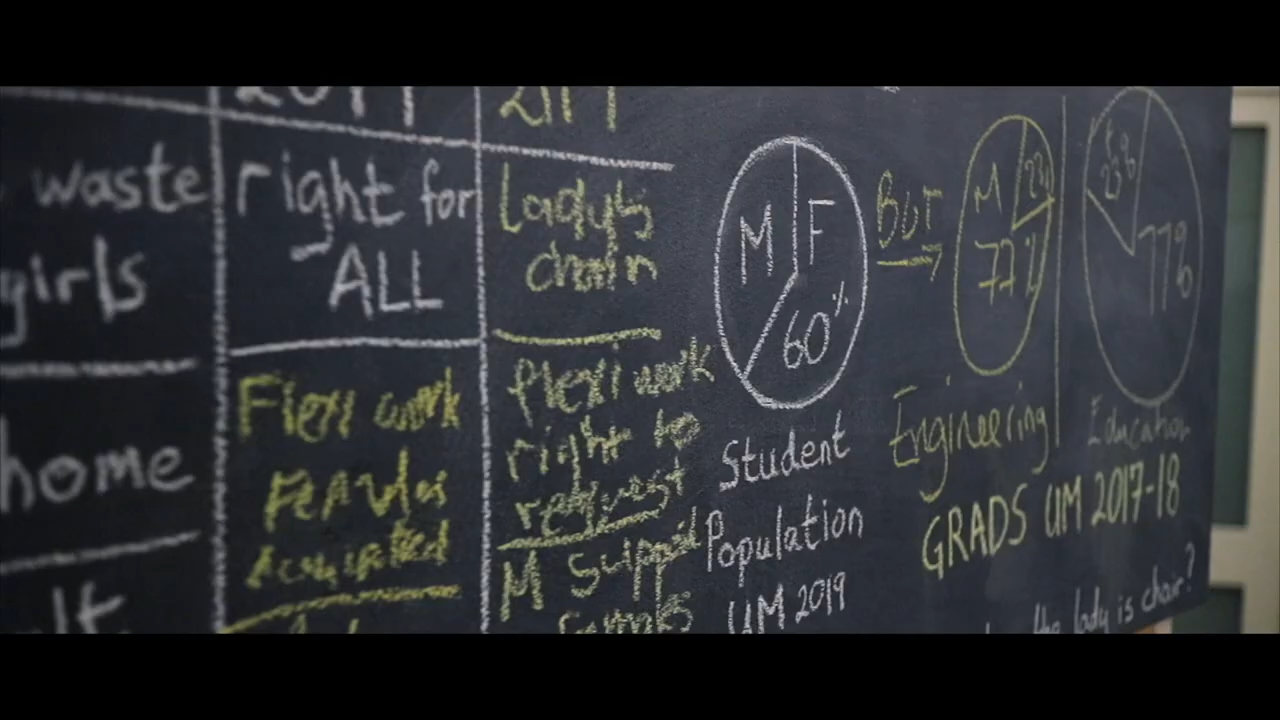 waste
girls
home
right for
ALL
Flexi work
Lady's
chair
Flexi work
right to
request
M Support
M F
60%
Student
Population
UM 2019
BUT
M
77%
Engineering
23%
77%
Education
GRADS UM 2017-18
the lady is chair?